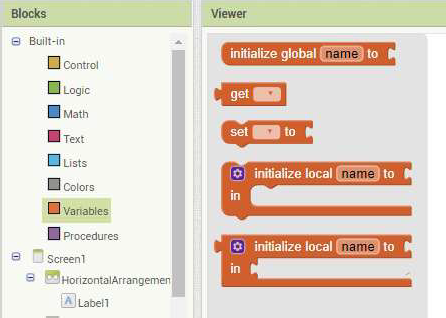 Blocks
Viewer
Built-in
Control
Logic
Math
Text
Lists
Colors
Variables
Procedures
Screen1
HorizontalArrangemen
A Label1
initialize global name to
get
set to
initialize local name to
in
initialize local name to
in